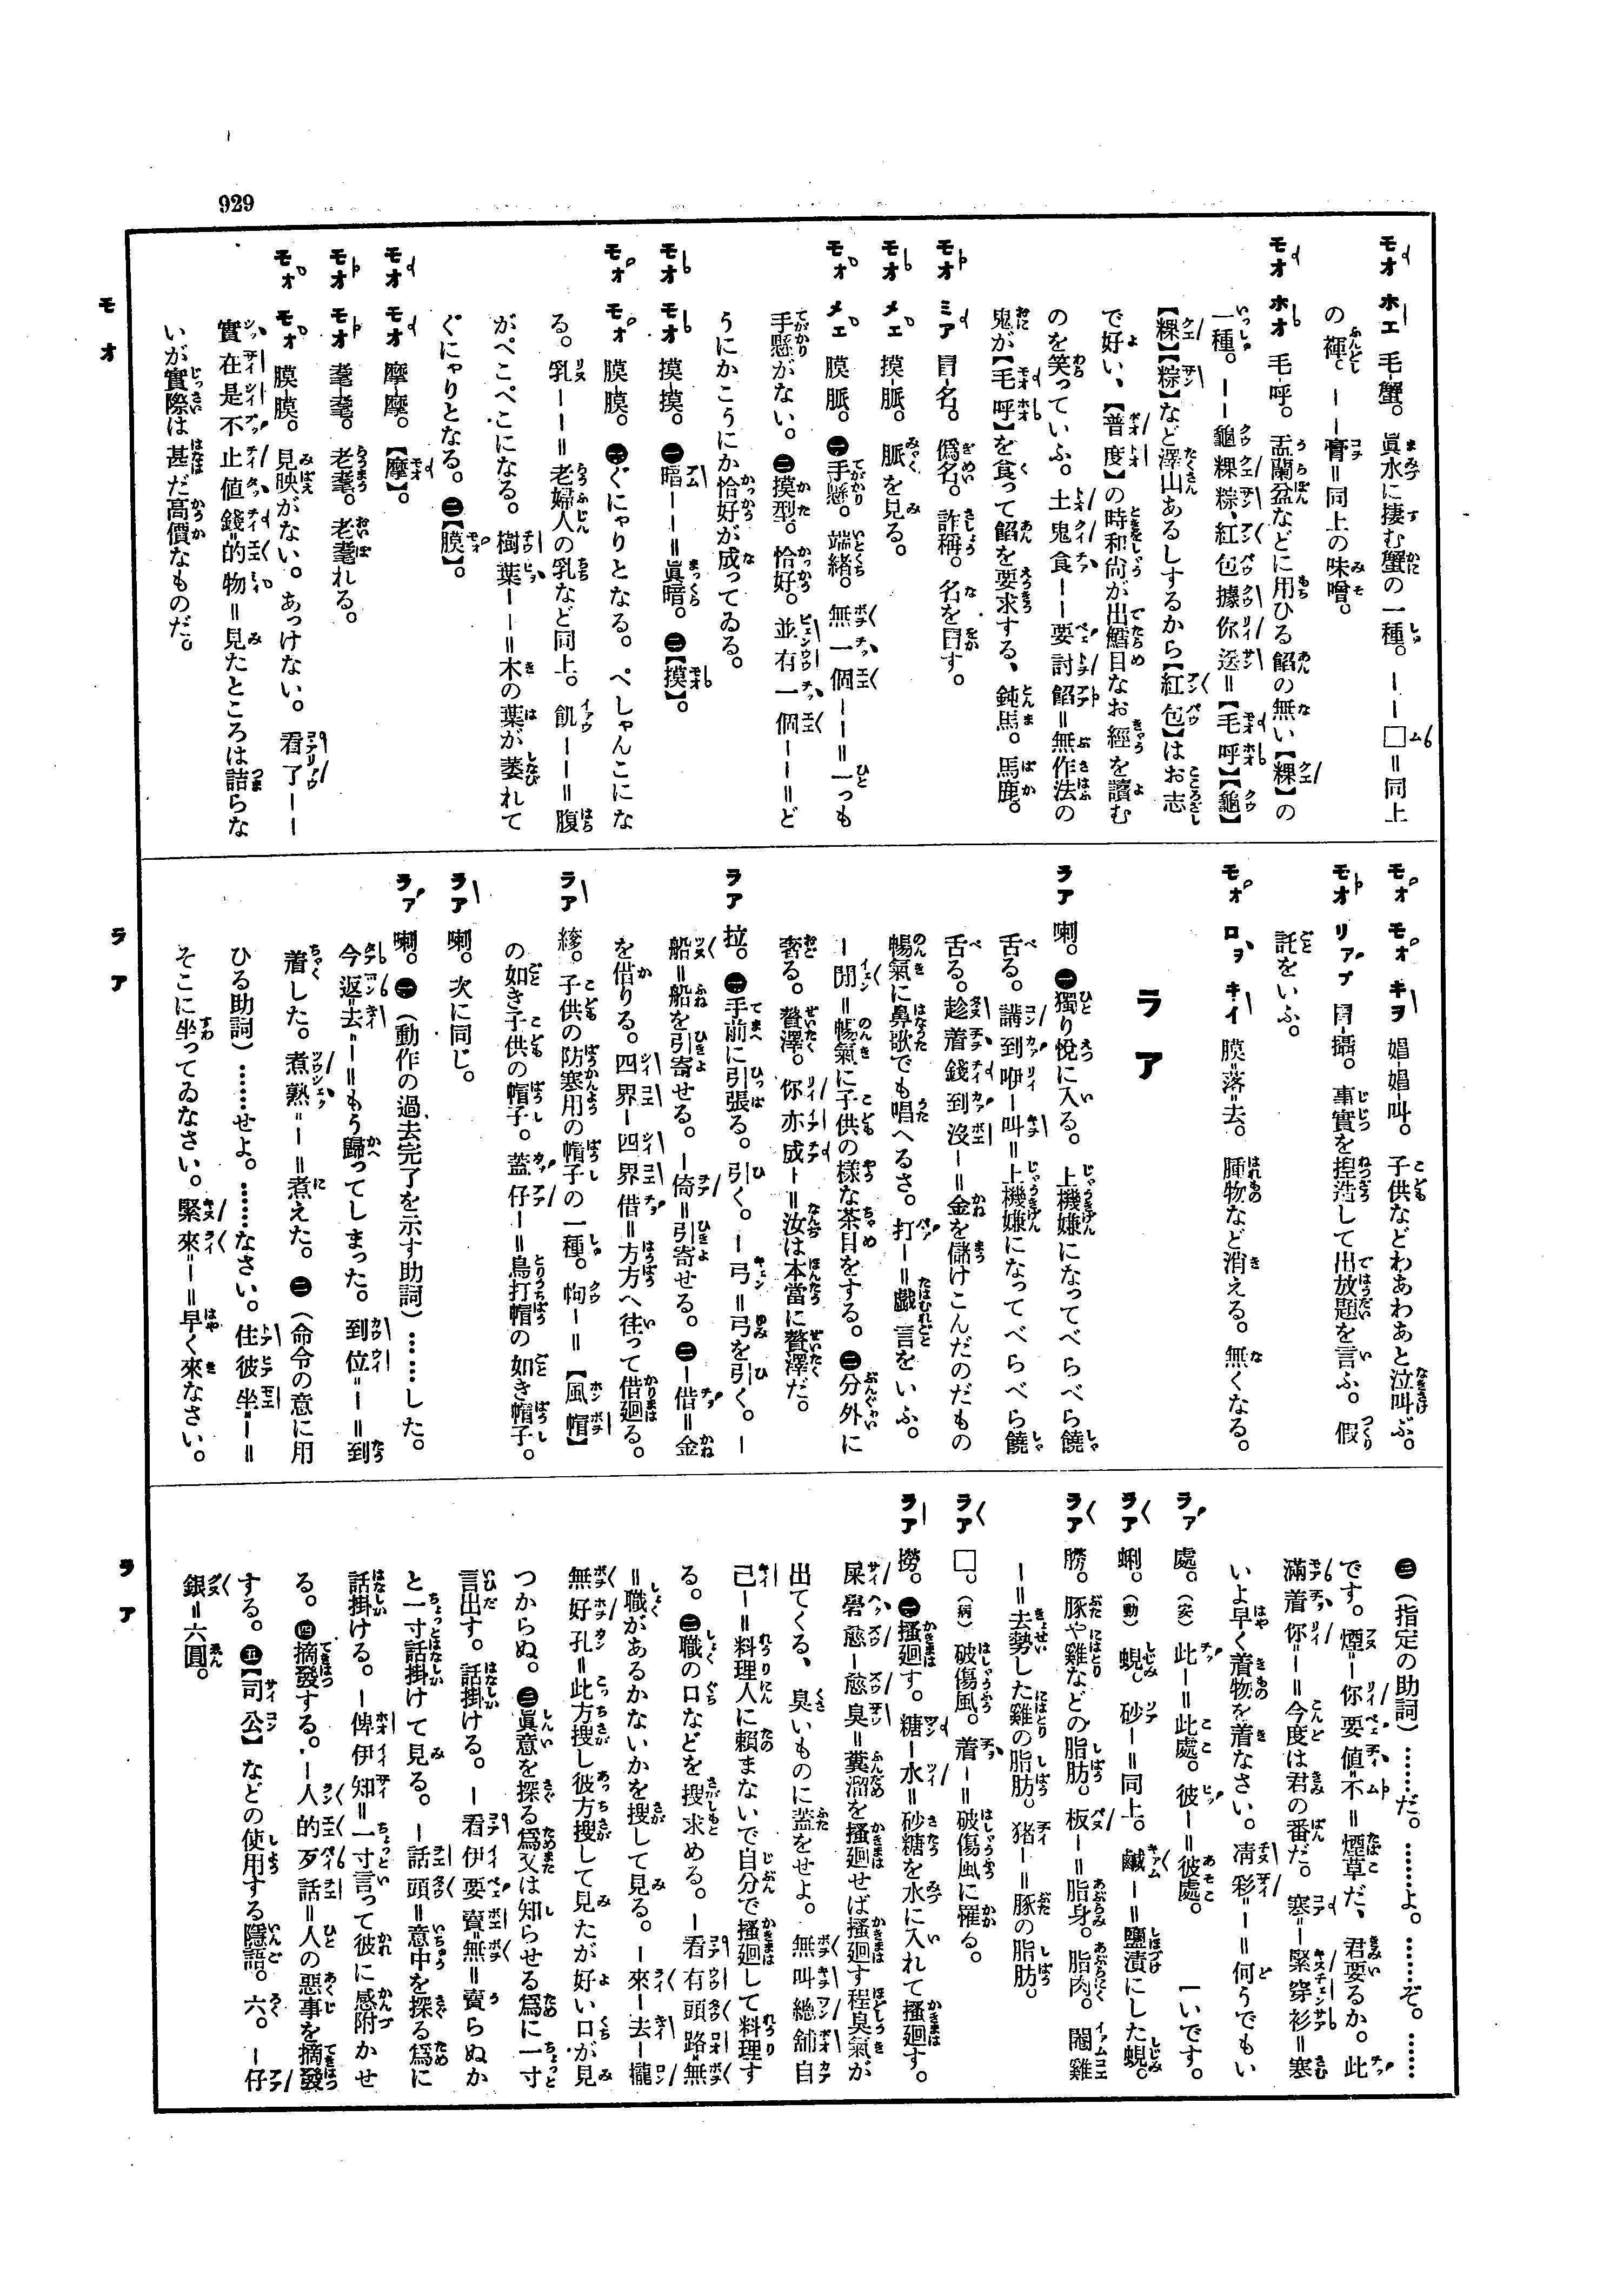 929
モオ ホエ 毛-蟹。 眞水に捿む蟹の一種。 ーー□=同上
の褌。 ーー膏=同上の味噌。
モオ ホオ 毛-呼。 盂蘭盆などに用ひる餡の無い【粿】の
一種。 ーー龜粿粽、紅包據你送=【毛呼】【龜】
【粿】【粽】など澤山あるしするから【紅包】はお志
で好い、【普度】の時和尙が出鱈目なお經を讀む
のを笑っていふ。 土鬼食ーー要討餡=無作法の
鬼が【毛呼】を食って餡を要求する、鈍馬。馬鹿。
モオ ミア 冒-名。 僞名。 詐稱。 名を冒す。
モオ メェ 摸-脈。 脈を見る。
モオ メェ 膜脈。 ㊀手懸。 端緒。 無一個ーー=一つも
手懸がない。 ㊁摸型。 恰好。 並有一個ーー=ど
うにかこうにか恰好が成ってゐる。
モオ モオ 摸-摸。 ㊀暗ーー=眞暗。 ㊁【摸】。
モオ モオ 膜-膜。 ㊀ぐにゃりとなる。 ぺしゃんこにな
る。 乳ーー=老婦人の乳など同上。 飢ーー=腹
がぺこぺこになる。 樹葉ーー=木の葉が萎れて
ぐにゃりとなる。 ㊁【膜】。
モオ モオ 摩-摩。【摩】。
モオ モオ 耄-耄。 老耄。 老耄れる。
モオ モオ 膜-膜。 見映がない。 あっけない。 看了ーー
實在是不止値錢=的物=見たところは詰らな
いが實際は甚だ高價なものだ。
モオ
モオ モオ キヲ 娼-娼-叫。 子供などわあわあと泣叫ぶ。
モオ リアプ 冐-攝。 事實を揑造して出放題を言ふ。 假
託をいふ。
モオ ロヲ キイ 膜=落=去。 腫物など消える。 無くなる。
ラア
ラア 喇。 ㊀獨り悅に入る。 上機嫌になってべらべら饒
舌る。 講到咿ー叫=上機嫌になってべらべら饒
舌る。 趁着錢到沒ー=金を儲けこんだのだもの
暢氣に鼻歌でも唱へるさ。 打ー=戲言をいふ。
ー閒=暢氣に子供の樣な茶目をする。 ㊁分外に
奢る。 贅澤。 你亦成ー=汝は本當に贅澤だ。
ラア 拉。 ㊀手前に引張る。 引く。 ー弓=弓を引く。 ー
船=船を引寄せる。 ー倚=引寄せる。 ㊁ー借=金
を借りる。 四界ー四界借=方方へ往って借廻る。
ラア 縩。 子供の防寒用の帽子の一種。 㧁ー=【風帽】
の如き子供の帽子。 蓋仔ー=鳥打帽の如き帽子。
ラア 喇。 次に同じ。
ラア 喇。 ㊀(動作の過去完了を示す助詞)……した。
今返=去=ー=もう歸ってしまった。 到位=ー=到
着した。 煮熟=ー=煮えた。 ㊁(命令の意に用
ひる助詞)……せよ。……なさい。 住彼坐=ー=
そこに坐ってゐなさい。 緊來=ー=早く來なさい。
ラア
㊂(指定の助詞)……だ。……よ。……ぞ。……
です。 煙=ー你要値=不=煙草だ、 君要るか。 此
滿着你=ー=今度は君の番だ。 寒=ー緊穿衫=寒
いよ早く着物を着なさい。 凊彩=ー=何うでもい
いです。
ラア 處。(姿) 此ー=此處。 彼ー=彼處。
ラア 蜊。(動) 蜆。 砂ー=同上。 鹹ー=鹽漬にした蜆。
ラア 膋。 豚や雞などの脂肪。 板ー=脂身。 脂肉。 閹雞
ー=去勢した雞の脂肪。 猪ー=豚の脂肪。
ラア □。(病) 破傷風。 着ー=破傷風に罹る。
ラア 撈。 ㊀搔廻す。 糖ー水=砂糖を水に入れて搔廻す。
屎礐愈ー愈臭=糞溜を搔廻せば搔廻す程臭氣が
出てくる、 臭いものに蓋をせよ。 無叫總舖自
己ー=料理人に賴まないで自分で搔廻して料理す
る。 ㊁職の口などを搜求める。 ー看有頭路=無
=職があるかないかを搜して見る。 ー來ー去ー攏
無好孔=此方搜し彼方搜して見たが好い口が見
つからぬ。 ㊂眞意を探る爲又は知らせる爲に一寸
言出す。 話掛ける。 ー看伊要賣=無=賣らぬか
と一寸話掛けて見る。 ー話頭=意中を探る爲に
話掛ける。 ー俾伊知=一寸言って彼に感附かせ
る。 ㊃摘發する。 ー人的歹話=人の惡事を摘發
する。 ㊄【司公】などの使用する隱語。 六。 ー仔
銀=六圓。
ラア